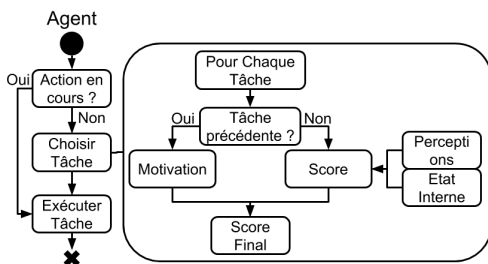 Agent
Oui
Action en
cours ?
Non
Choisir
Tâche
Exécuter
Tâche
Pour Chaque
Tâche
Oui
Tâche
précédente ?
Non
Motivation
Score
Percepti
ons
Etat
Interne
Score
Final